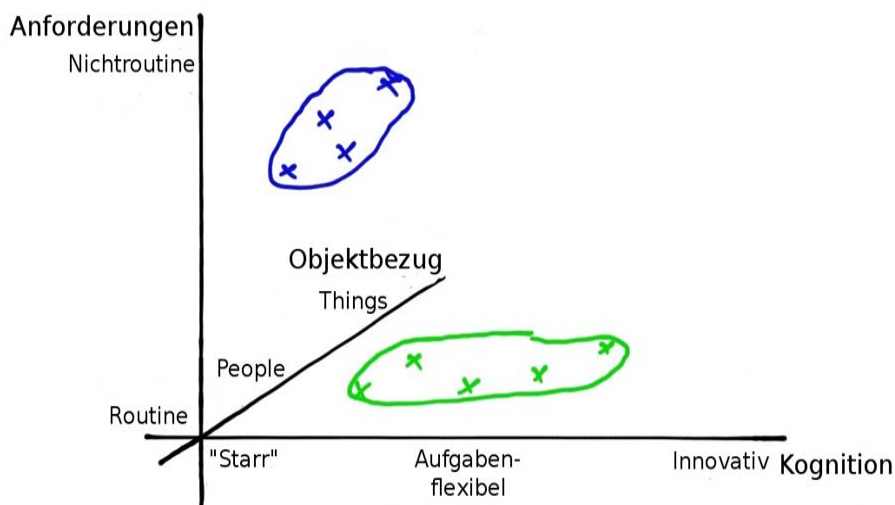 Anforderungen
Nichtroutine
Objektbezug
Things
People
Routine
"Starr"
Aufgaben-
flexibel
Innovativ
Kognition